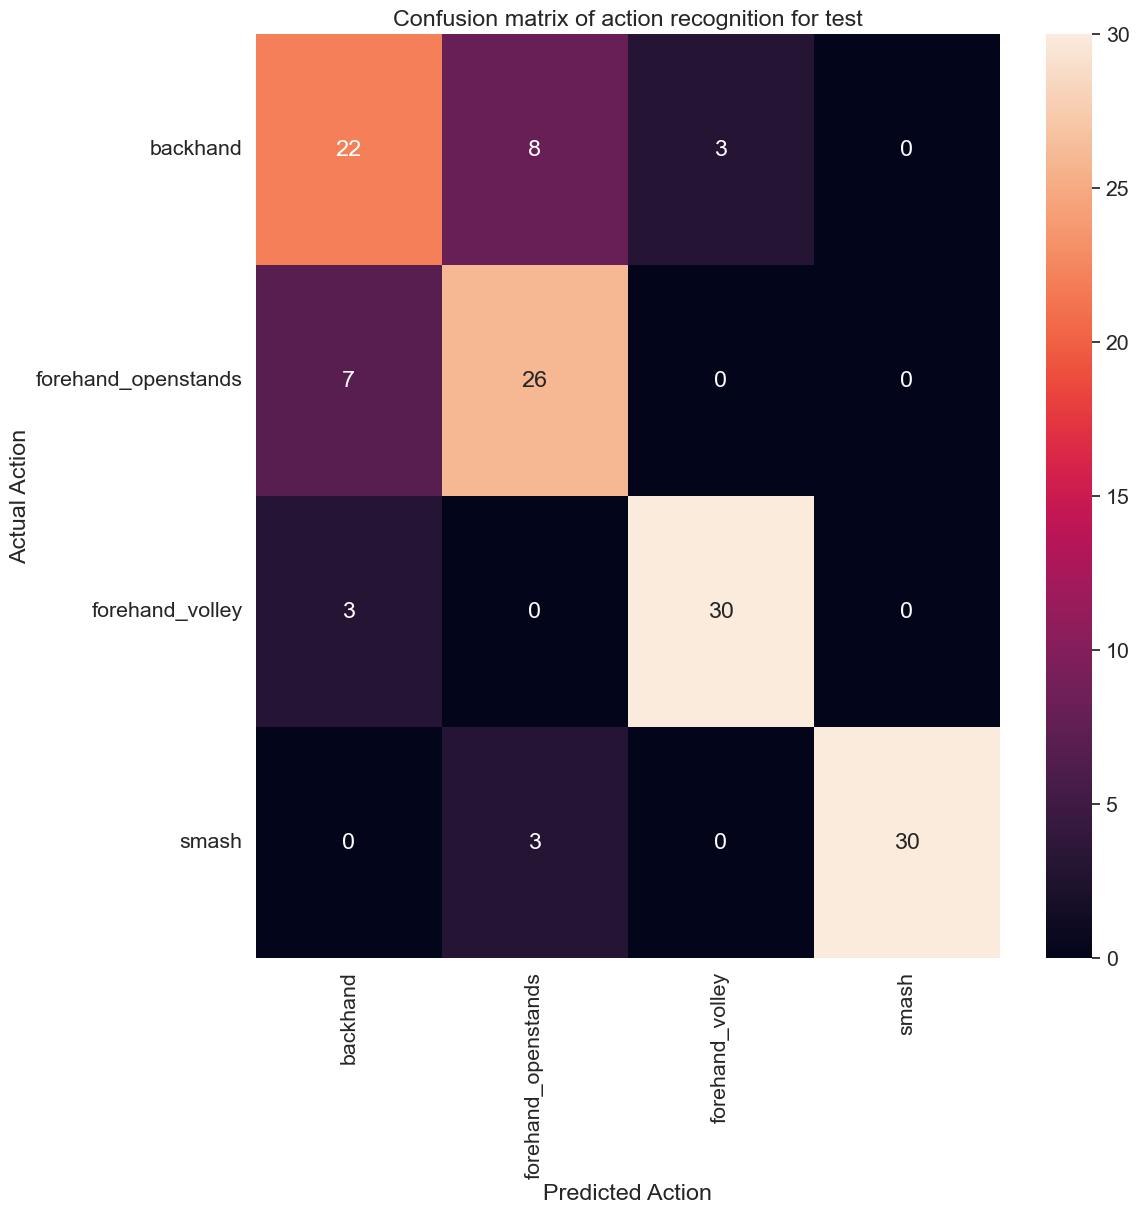 Confusion matrix of action recognition for test
30
backhand 22 8 3 0
25
20
forehand_openstands 7 26 0 0
Actual Action
15
forehand_volley 3 0 30 0
10
5
smash 0 3 0 30
0
backhand
forehand_openstands
forehand_volley
smash
Predicted Action